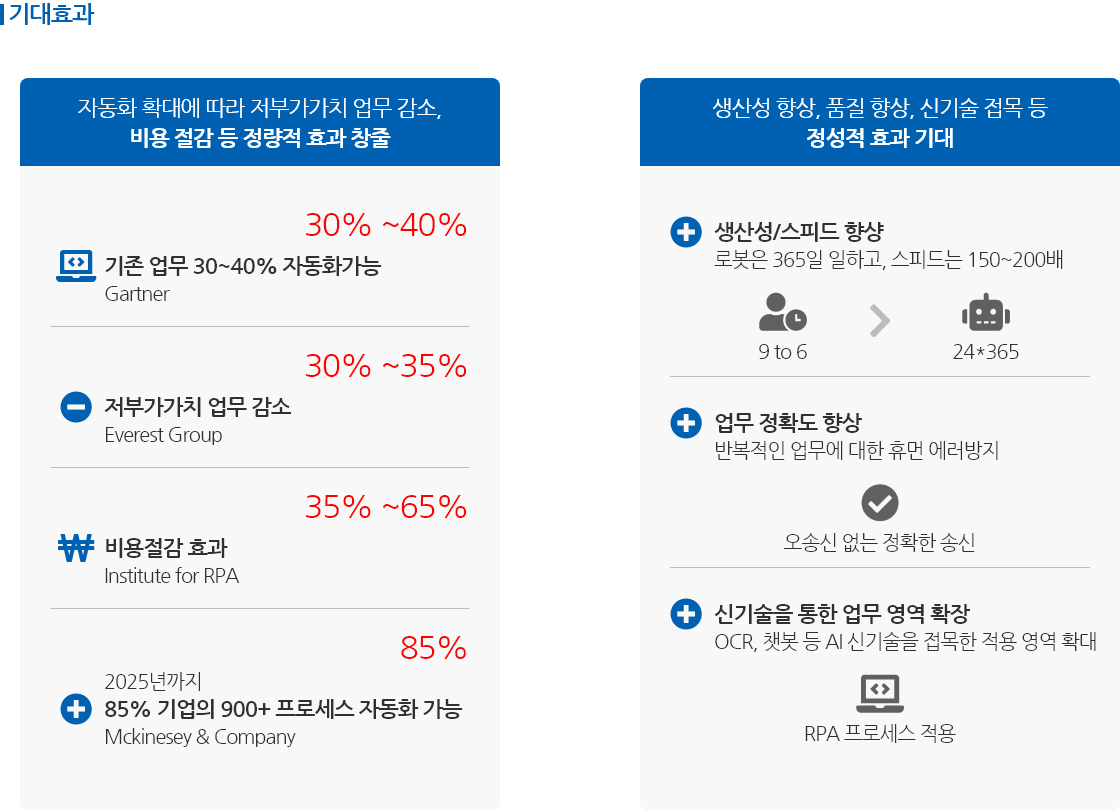 기대효과
자동화 확대에 따라 저부가가치 업무 감소,
비용 절감 등 정량적 효과 창출
30% ~40%
기존 업무 30~40% 자동화가능
Gartner
30% ~35%
저부가가치 업무 감소
Everest Group
35% ~65%
비용절감 효과
Institute for RPA
85%
2025년까지
85% 기업의 900+ 프로세스 자동화 가능
Mckinesey & Company
생산성 향상, 품질 향상, 신기술 접목 등
정성적 효과 기대
생산성/스피드 향샹
로봇은 365일 일하고, 스피드는 150~200배
9 to 6
24*365
업무 정확도 향상
반복적인 업무에 대한 휴먼 에러방지
오송신 없는 정확한 송신
신기술을 통한 업무 영역 확장
OCR, 챗봇 등 AI 신기술을 접목한 적용 영역 확대
RPA 프로세스 적용